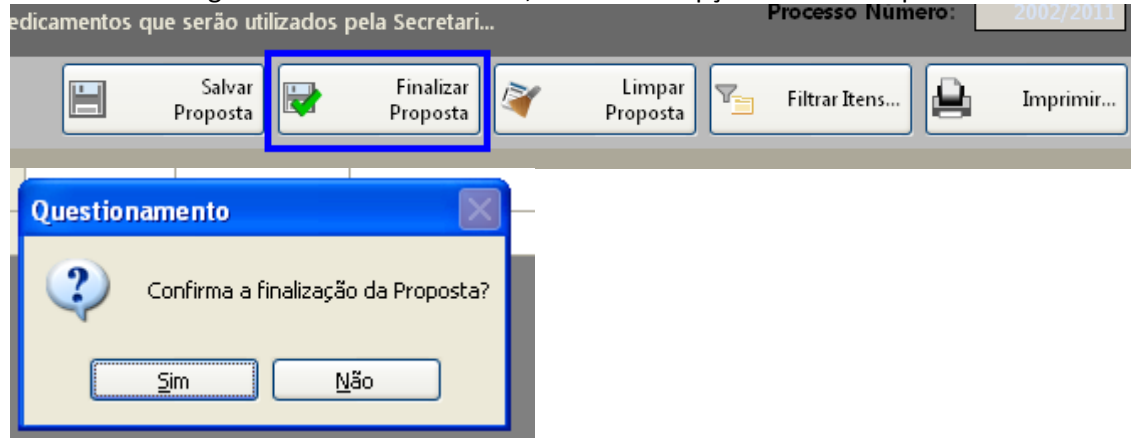 edicamentos que serão utilizados pela Secretari...
Processo Número: 2002/2011
Salvar
Proposta
Finalizar
Proposta
Limpar
Proposta
Filtrar Itens...
Imprimir...
Questionamento
Confirma a finalização da Proposta?
Sim
Não